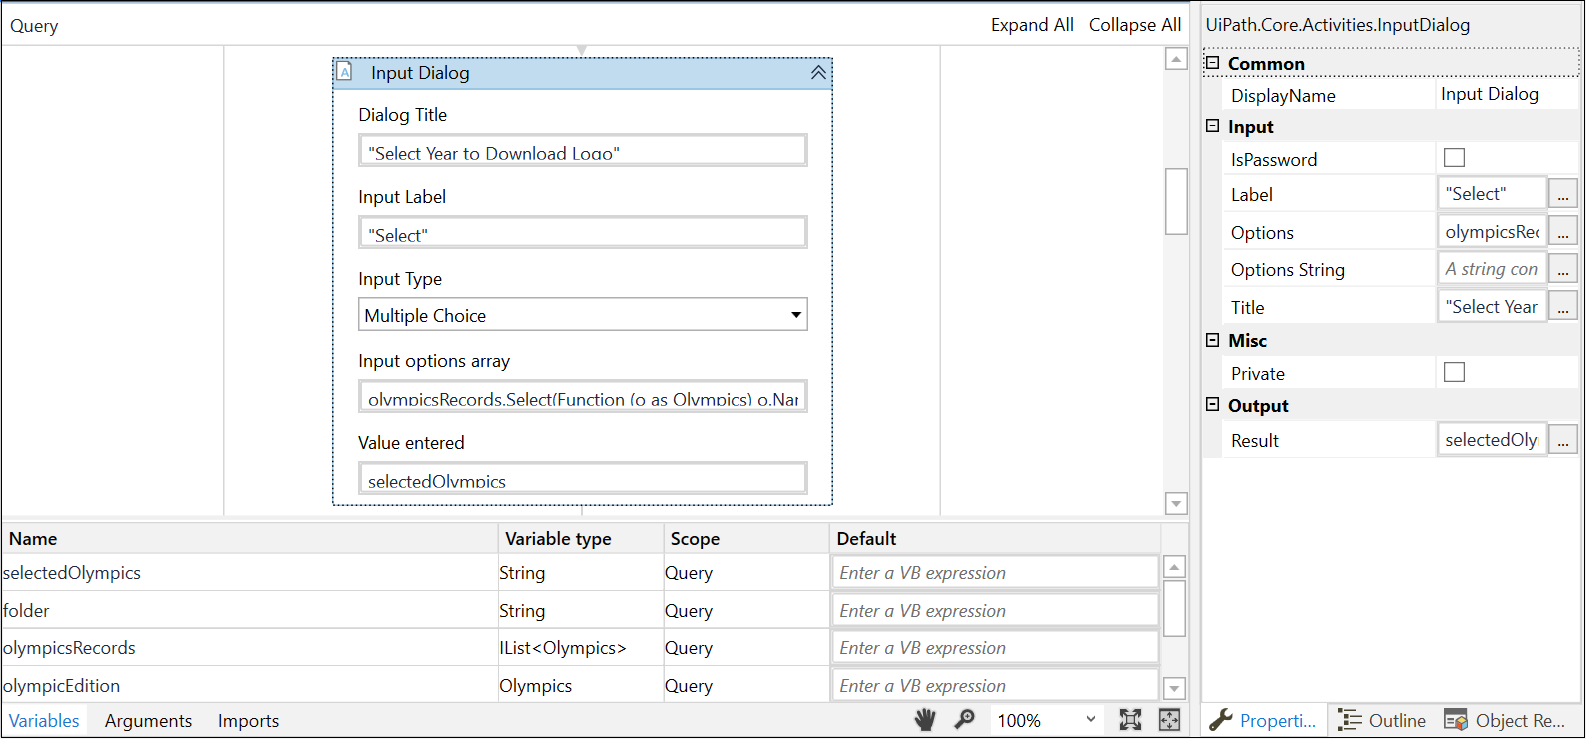 Query
Expand All Collapse All
A Input Dialog
Dialog Title
"Select Year to Download Logo"
Input Label
"Select"
Input Type
Multiple Choice
Input options array
olympicsRecords.Select(Function (o as Olympics) o.Nar
Value entered
selectedOlympics
Name Variable type Scope Default
selectedOlympics String Query Enter a VB expression
folder String Query Enter a VB expression
olympicsRecords IList<Olympics> Query Enter a VB expression
olympicEdition Olympics Query Enter a VB expression
Variables Arguments Imports 100%
UiPath.Core.Activities.InputDialog
Common
DisplayName Input Dialog
Input
IsPassword
Label "Select" ...
Options olympicsRec ...
Options String A string con ...
Title "Select Year ...
Misc
Private
Output
Result selectedOly ...
Properti... Outline Object Re...